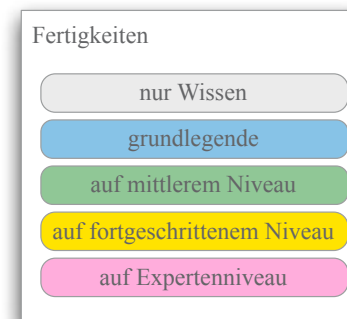 Fertigkeiten
nur Wissen
grundlegende
auf mittlerem Niveau
auf fortgeschrittenem Niveau
auf Expertenniveau